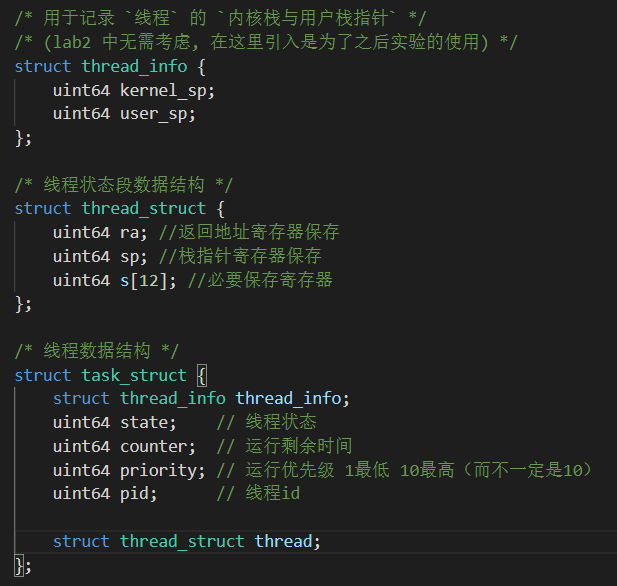 /* 用于记录 `线程` 的 `内核栈与用户栈指针` */
/* (lab2 中无需考虑, 在这里引入是为了之后实验的使用) */
struct thread_info {
    uint64 kernel_sp;
    uint64 user_sp;
};
/* 线程状态段数据结构 */
struct thread_struct {
    uint64 ra; //返回地址寄存器保存
    uint64 sp; //栈指针寄存器保存
    uint64 s[12]; //必要保存寄存器
};
/* 线程数据结构 */
struct task_struct {
    struct thread_info thread_info;
    uint64 state;    // 线程状态
    uint64 counter;  // 运行剩余时间
    uint64 priority; // 运行优先级 1最低 10最高（而不一定是10）
    uint64 pid;      // 线程id
    struct thread_struct thread;
};